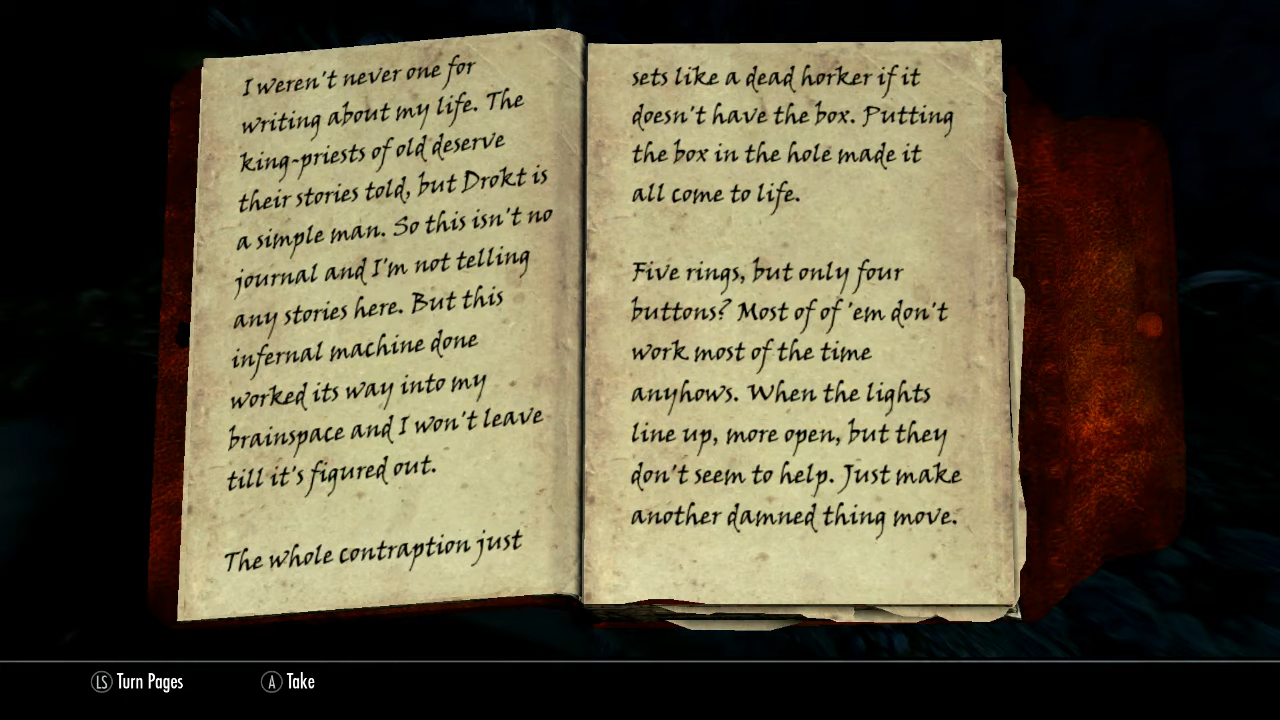 I weren't never one for
writing about my life. The
king-priests of old deserve
their stories told, but Drokt is
a simple man. So this isn't no
journal and I'm not telling
any stories here. But this
infernal machine done
worked its way into my
brainspace and I won't leave
till it's figured out.
The whole contraption just
sets like a dead horker if it
doesn't have the box. Putting
the box in the hole made it
all come to life.
Five rings, but only four
buttons? Most of of 'em don't
work most of the time
anyhows. When the lights
line up, more open, but they
don't seem to help. Just make
another damned thing move.
LS Turn Pages
A Take